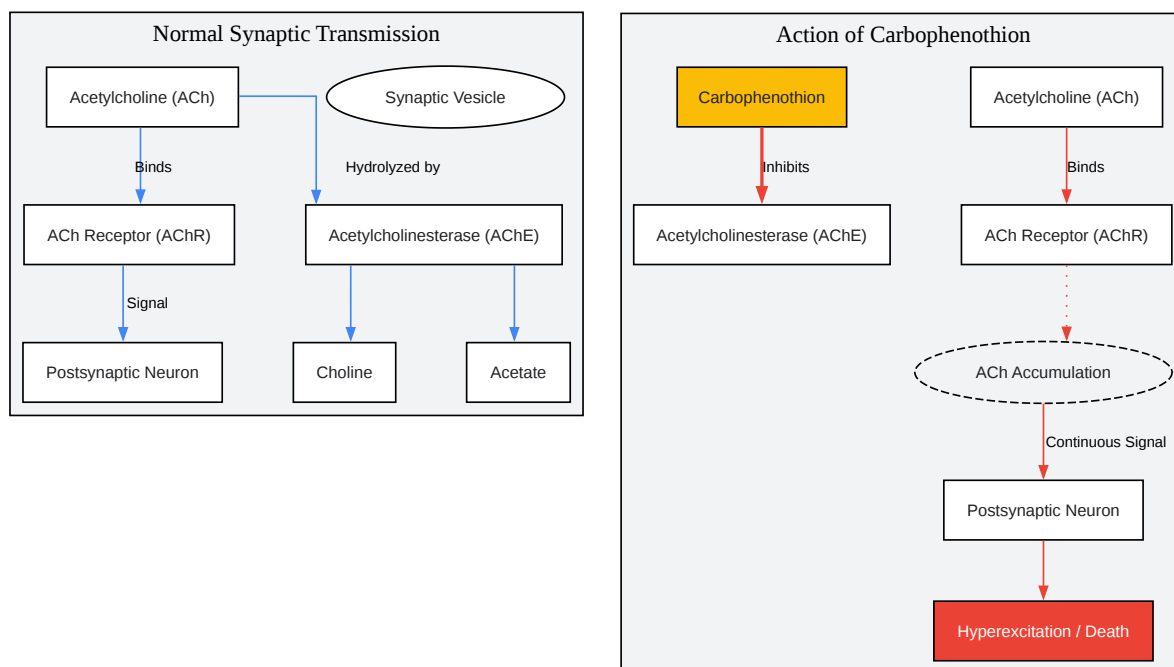 Normal Synaptic Transmission
Acetylcholine (ACh)
Synaptic Vesicle
Binds
Hydrolyzed by
ACh Receptor (AChR)
Acetylcholinesterase (AChE)
Signal
Postsynaptic Neuron
Choline
Acetate
Action of Carbophenothion
Carbophenothion
Acetylcholine (ACh)
Inhibits
Binds
Acetylcholinesterase (AChE)
ACh Receptor (AChR)
ACh Accumulation
Continuous Signal
Postsynaptic Neuron
Hyperexcitation / Death